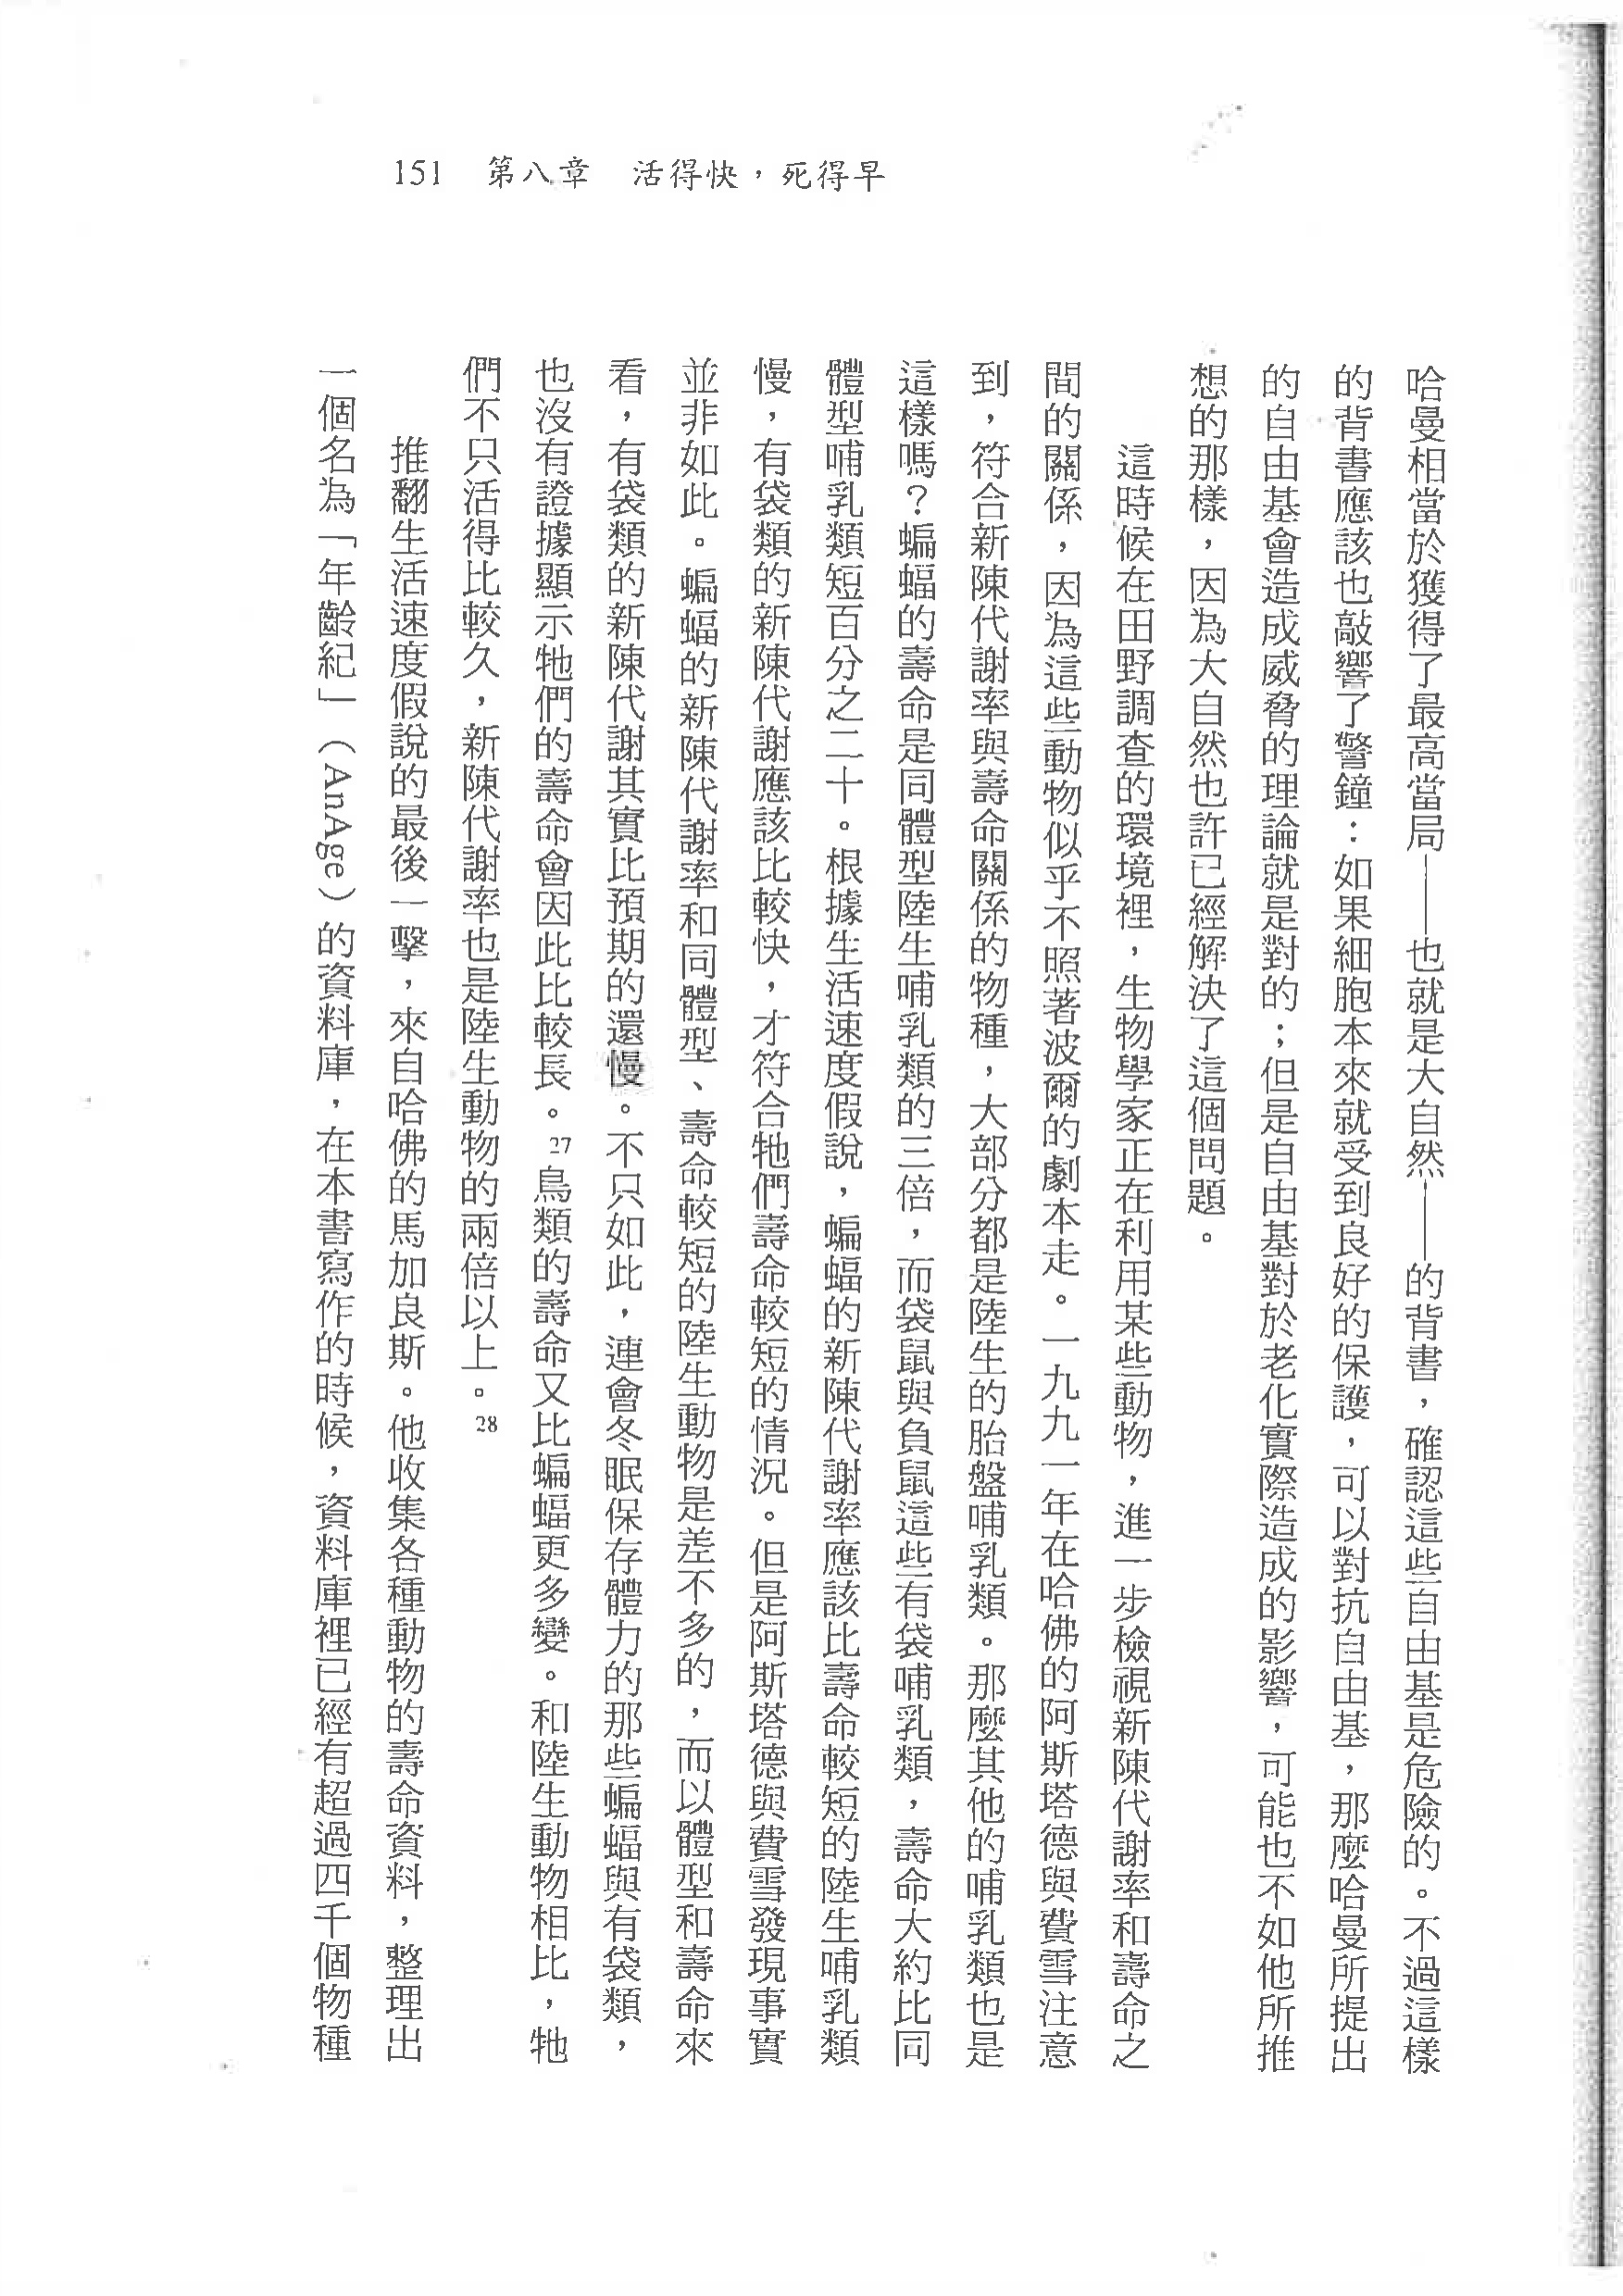 151 第八章 活得快，死得早
哈曼相當於獲得了最高當局——也就是大自然——的背書，確認這些自由基是危險的。不過這樣
的背書應該也敲響了警鐘：如果細胞本來就受到良好的保護，可以對抗自由基，那麼哈曼所提出
的自由基會造成威脅的理論就是對的；但是自由基對於老化實際造成的影響，可能也不如他所推
想的那樣，因為大自然也許已經解決了這個問題。
這時候在田野調查的環境裡，生物學家正在利用某些動物，進一步檢視新陳代謝率和壽命之
間的關係，因為這些動物似乎不照著波爾的劇本走。一九九一年在哈佛的阿斯塔德與費雪注意
到，符合新陳代謝率與壽命關係的物種，大部分都是陸生的胎盤哺乳類。那麼其他的哺乳類也是
這樣嗎？蝙蝠的壽命是同體型陸生哺乳類的三倍，而袋鼠與負鼠這些有袋哺乳類，壽命大約比同
體型哺乳類短百分之二十。根據生活速度假說，蝙蝠的新陳代謝率應該比壽命較短的陸生哺乳類
慢，有袋類的新陳代謝應該比較快，才符合牠們壽命較短的情況。但是阿斯塔德與費雪發現事實
並非如此。蝙蝠的新陳代謝率和同體型、壽命較短的陸生動物是差不多的，而以體型和壽命來
看，有袋類的新陳代謝其實比預期的還慢。不只如此，連會冬眠保存體力的那些蝙蝠與有袋類，
也沒有證據顯示牠們的壽命會因此比較長。27鳥類的壽命又比蝙蝠更多變。和陸生動物相比，牠
們不只活得比較久，新陳代謝率也是陸生動物的兩倍以上。28
推翻生活速度假說的最後一擊，來自哈佛的馬加良斯。他收集各種動物的壽命資料，整理出
一個名為「年齡紀」（AnAge）的資料庫，在本書寫作的時候，資料庫裡已經有超過四千個物種